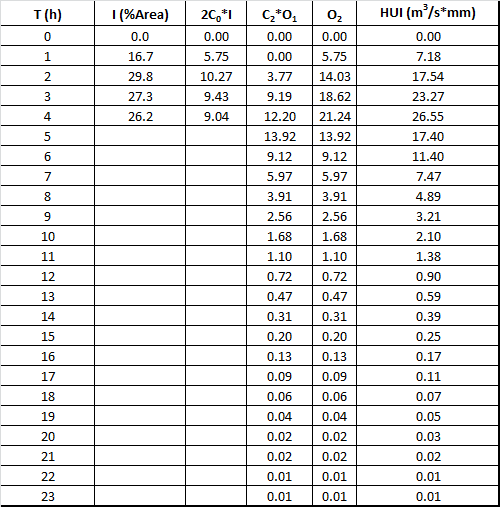 T (h) I (%Area) 2C₀*I C₂*O₁ O₂ HUI (m³/s*mm)
0 0.0 0.00 0.00 0.00 0.00
1 16.7 5.75 0.00 5.75 7.18
2 29.8 10.27 3.77 14.03 17.54
3 27.3 9.43 9.19 18.62 23.27
4 26.2 9.04 12.20 21.24 26.55
5 13.92 13.92 17.40
6 9.12 9.12 11.40
7 5.97 5.97 7.47
8 3.91 3.91 4.89
9 2.56 2.56 3.21
10 1.68 1.68 2.10
11 1.10 1.10 1.38
12 0.72 0.72 0.90
13 0.47 0.47 0.59
14 0.31 0.31 0.39
15 0.20 0.20 0.25
16 0.13 0.13 0.17
17 0.09 0.09 0.11
18 0.06 0.06 0.07
19 0.04 0.04 0.05
20 0.02 0.02 0.03
21 0.02 0.02 0.02
22 0.01 0.01 0.01
23 0.01 0.01 0.01